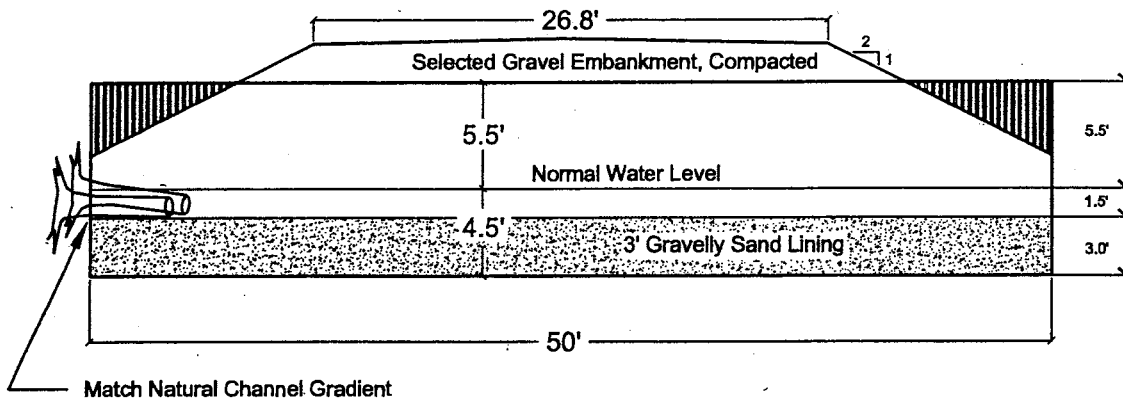 26.8'
2
1
Selected Gravel Embankment, Compacted
5.5'
5.5'
Normal Water Level
1.5'
4.5'
3' Gravelly Sand Lining
3.0'
50'
Match Natural Channel Gradient